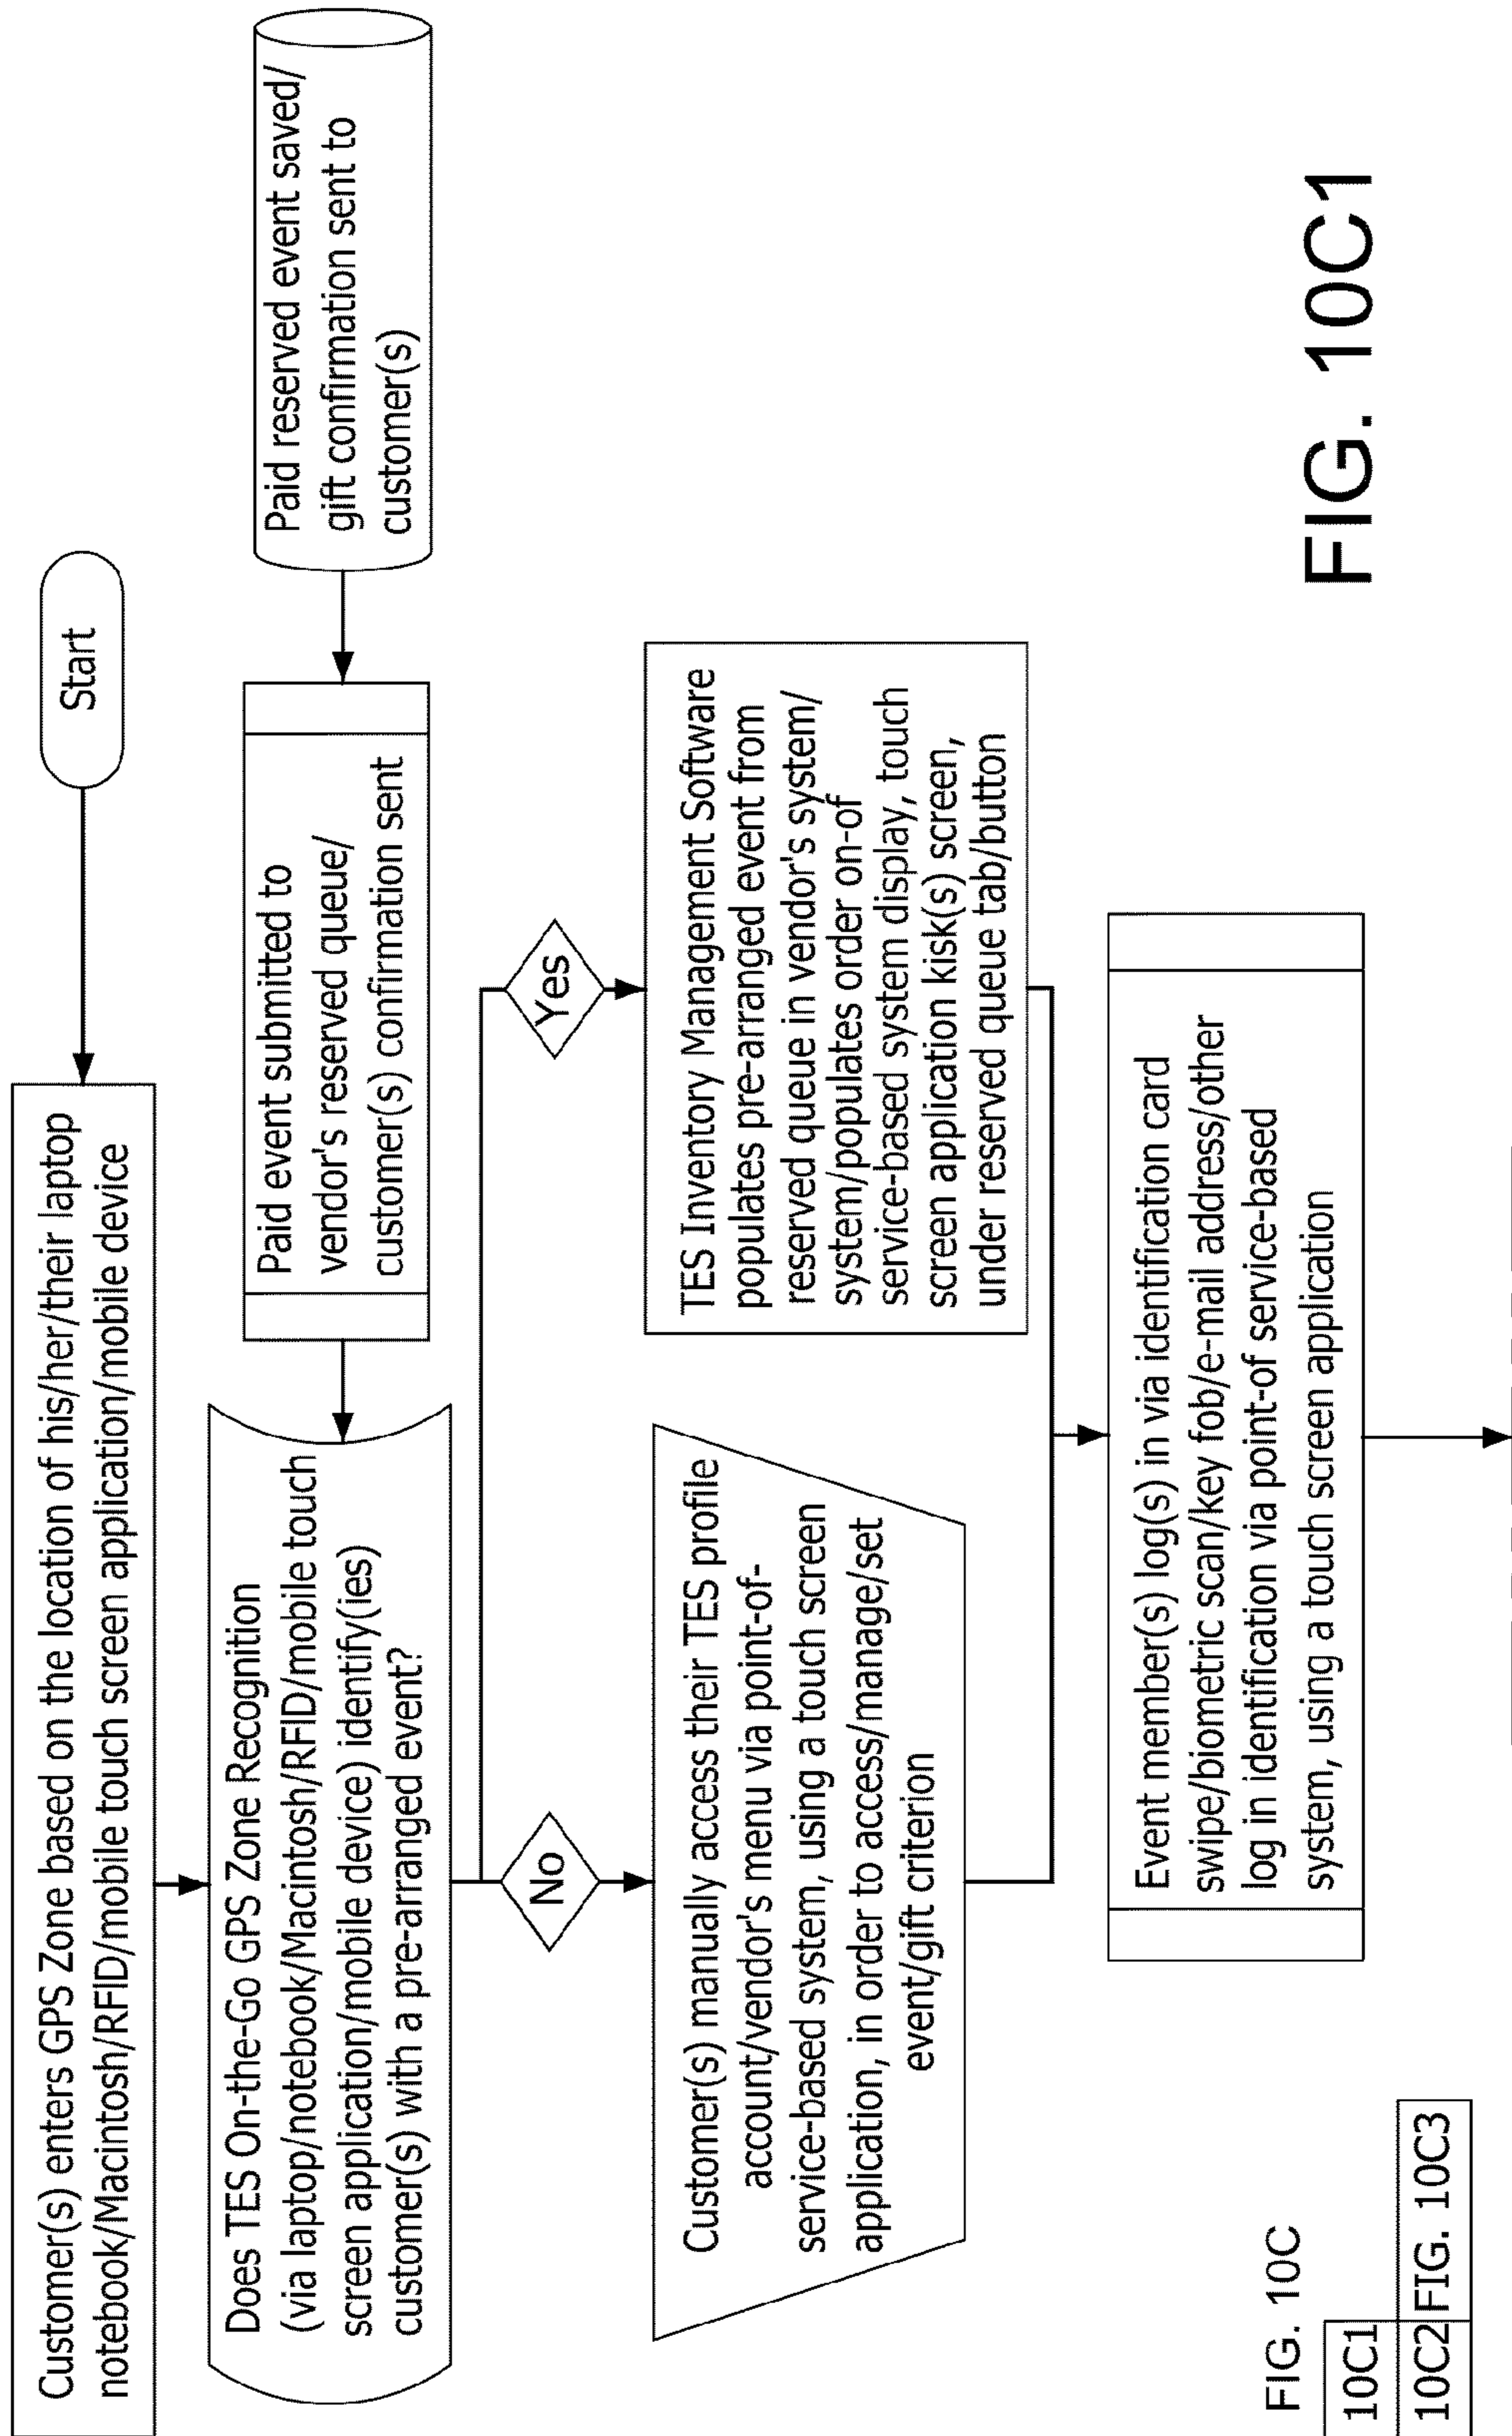 Start
Customer(s) enters GPS Zone based on the location of his/her/their laptop
notebook/Macintosh/RFID/mobile touch screen application/mobile device
Does TES On-the-Go GPS Zone Recognition
(via laptop/notebook/Macintosh/RFID/mobile touch
screen application/mobile device) identify(ies)
customer(s) with a pre-arranged event?
Paid event submitted to
vendor's reserved queue/
customer(s) confirmation sent
Paid reserved event saved/
gift confirmation sent to
customer(s)
No
Yes
Customer(s) manually access their TES profile
account/vendor's menu via point-of-
service-based system, using a touch screen
application, in order to access/manage/set
event/gift criterion
TES Inventory Management Software
populates pre-arranged event from
reserved queue in vendor's system/
system/populates order on-of
service-based system display, touch
screen application kisk(s) screen,
under reserved queue tab/button
Event member(s) log(s) in via identification card
swipe/biometric scan/key fob/e-mail address/other
log in identification via point-of service-based
system, using a touch screen application
FIG. 10C
10C1
10C2 FIG. 10C3
FIG. 10C1